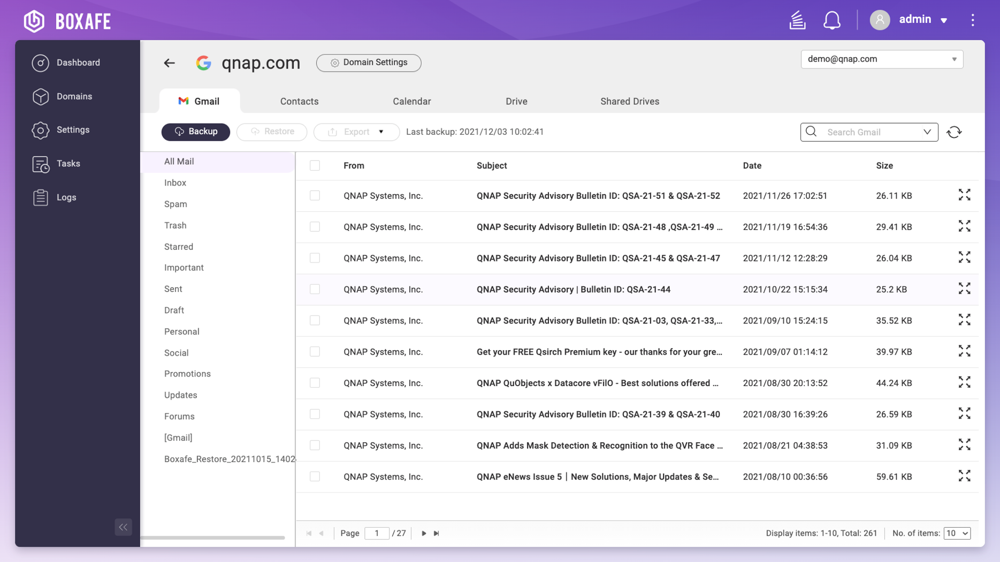 BOXAFE
admin
Dashboard
Domains
Settings
Tasks
Logs
qnap.com
Domain Settings
demo@qnap.com
Gmail
Contacts
Calendar
Drive
Shared Drives
Backup
Restore
Export
Last backup: 2021/12/03 10:02:41
Search Gmail
All Mail
Inbox
Spam
Trash
Starred
Important
Sent
Draft
Personal
Social
Promotions
Updates
Forums
[Gmail]
Boxafe_Restore_20211015_1402
From Subject Date Size
QNAP Systems, Inc. QNAP Security Advisory Bulletin ID: QSA-21-51 & QSA-21-52 2021/11/26 17:02:51 26.11 KB
QNAP Systems, Inc. QNAP Security Advisory Bulletin ID: QSA-21-48 ,QSA-21-49 ... 2021/11/19 16:54:36 29.41 KB
QNAP Systems, Inc. QNAP Security Advisory Bulletin ID: QSA-21-45 & QSA-21-47 2021/11/12 12:28:29 26.04 KB
QNAP Systems, Inc. QNAP Security Advisory | Bulletin ID: QSA-21-44 2021/10/22 15:15:34 25.2 KB
QNAP Systems, Inc. QNAP Security Advisory Bulletin ID: QSA-21-03, QSA-21-33,... 2021/09/10 15:24:15 35.52 KB
QNAP Systems, Inc. Get your FREE Qsirch Premium key - our thanks for your gre... 2021/09/07 01:14:12 39.97 KB
QNAP Systems, Inc. QNAP QuObjects x Datacore vFilO - Best solutions offered ... 2021/08/30 20:13:52 44.24 KB
QNAP Systems, Inc. QNAP Security Advisory Bulletin ID: QSA-21-39 & QSA-21-40 2021/08/30 16:39:26 26.59 KB
QNAP Systems, Inc. QNAP Adds Mask Detection & Recognition to the QVR Face ... 2021/08/21 04:38:53 31.09 KB
QNAP Systems, Inc. QNAP eNews Issue 5｜New Solutions, Major Updates & Se... 2021/08/10 00:36:56 59.61 KB
Page 1 / 27
Display items: 1-10, Total: 261
No. of items: 10